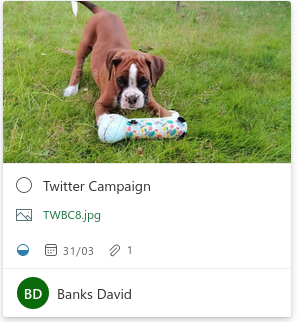 Twitter Campaign
TWBC8.jpg
31/03 1
BD Banks David